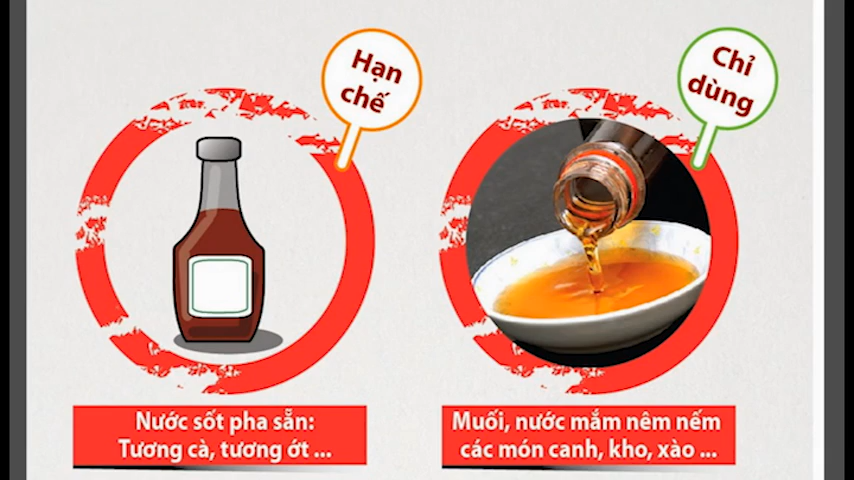 Hạn
chế
Chỉ
dùng
Nước sốt pha sẵn:
Tương cà, tương ớt ...
Muối, nước mắm nêm nếm
các món canh, kho, xào ...